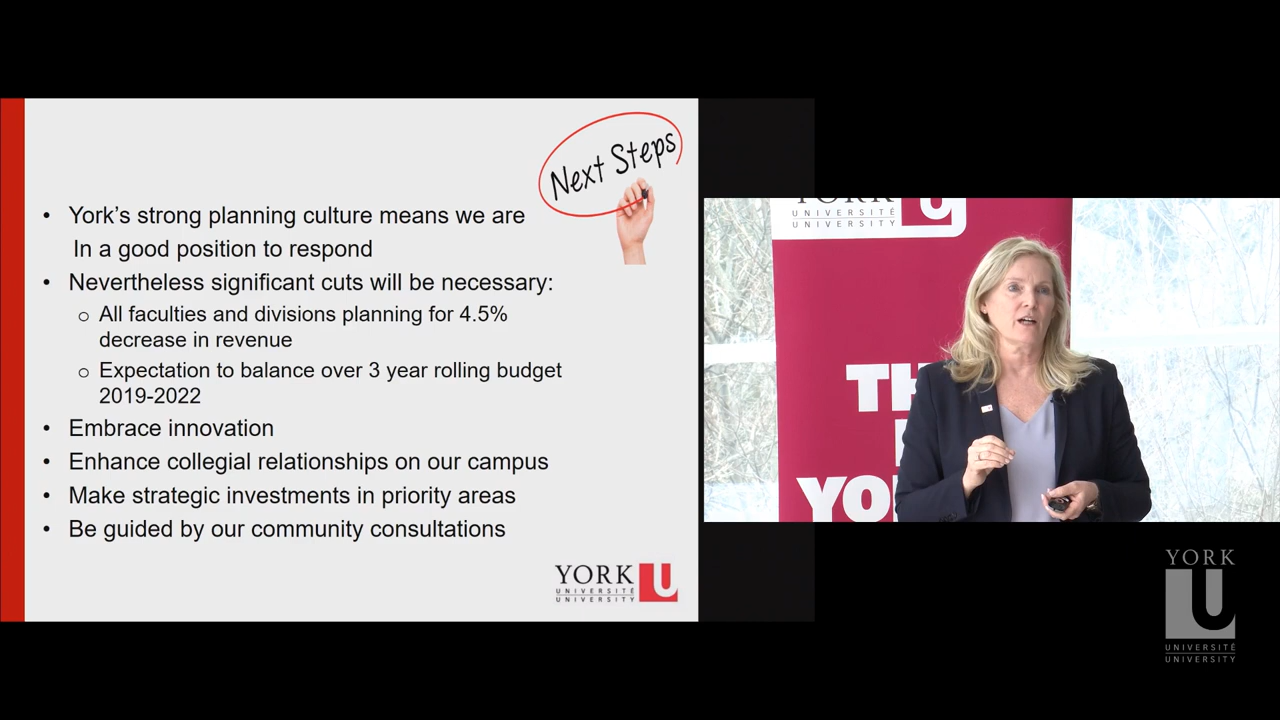 Next Steps
• York's strong planning culture means we are
In a good position to respond
• Nevertheless significant cuts will be necessary:
o All faculties and divisions planning for 4.5%
decrease in revenue
o Expectation to balance over 3 year rolling budget
2019-2022
• Embrace innovation
• Enhance collegial relationships on our campus
• Make strategic investments in priority areas
• Be guided by our community consultations
YORK U
UNIVERSITÉ
UNIVERSITY
YORK U
UNIVERSITÉ
UNIVERSITY
YORK
U
UNIVERSITÉ
UNIVERSITY